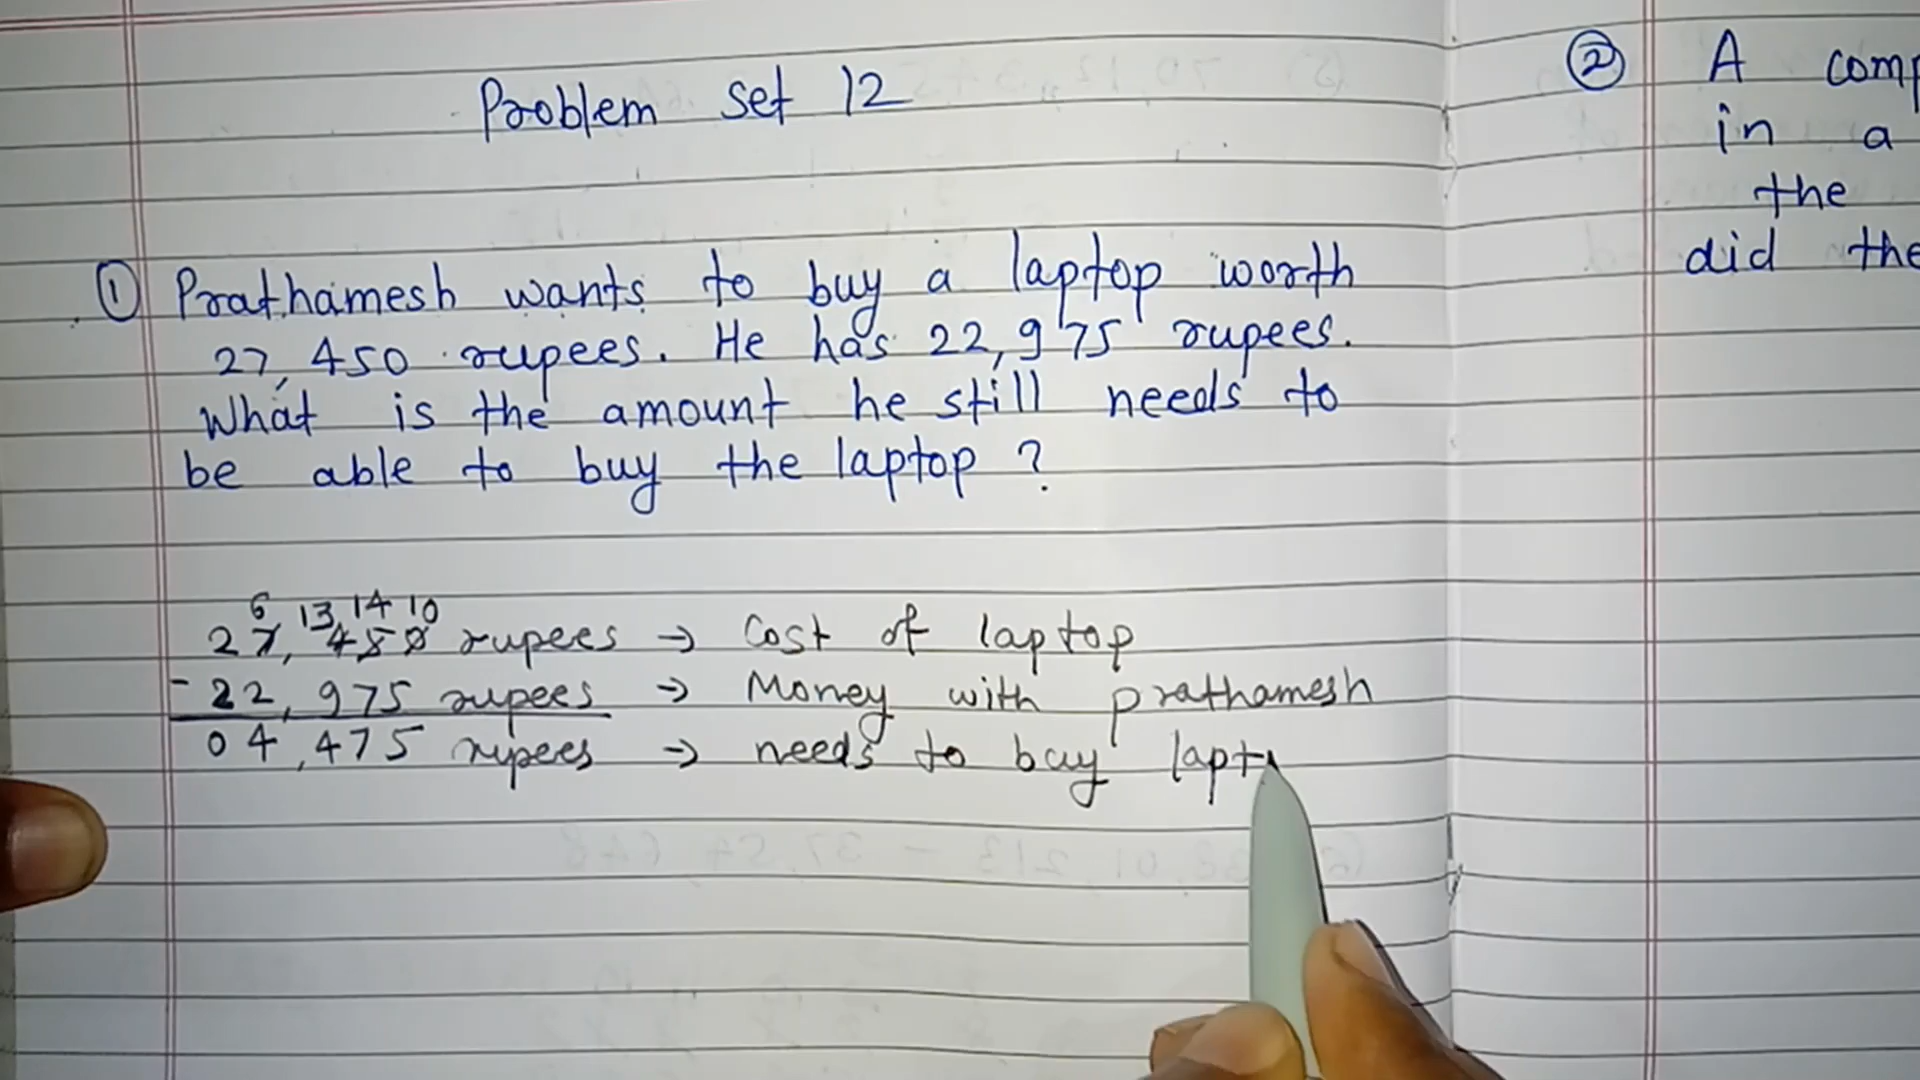 Problem set 12
① Prathamesh wants to buy a laptop worth
27,450 rupees. He has 22,975 rupees.
What is the amount he still needs to
be able to buy the laptop ?
6 13 14 10
27,450 rupees → Cost of laptop
- 22,975 rupees → Money with prathamesh
04,475 rupees → needs to buy lapt
② A comp
in a
the
did the